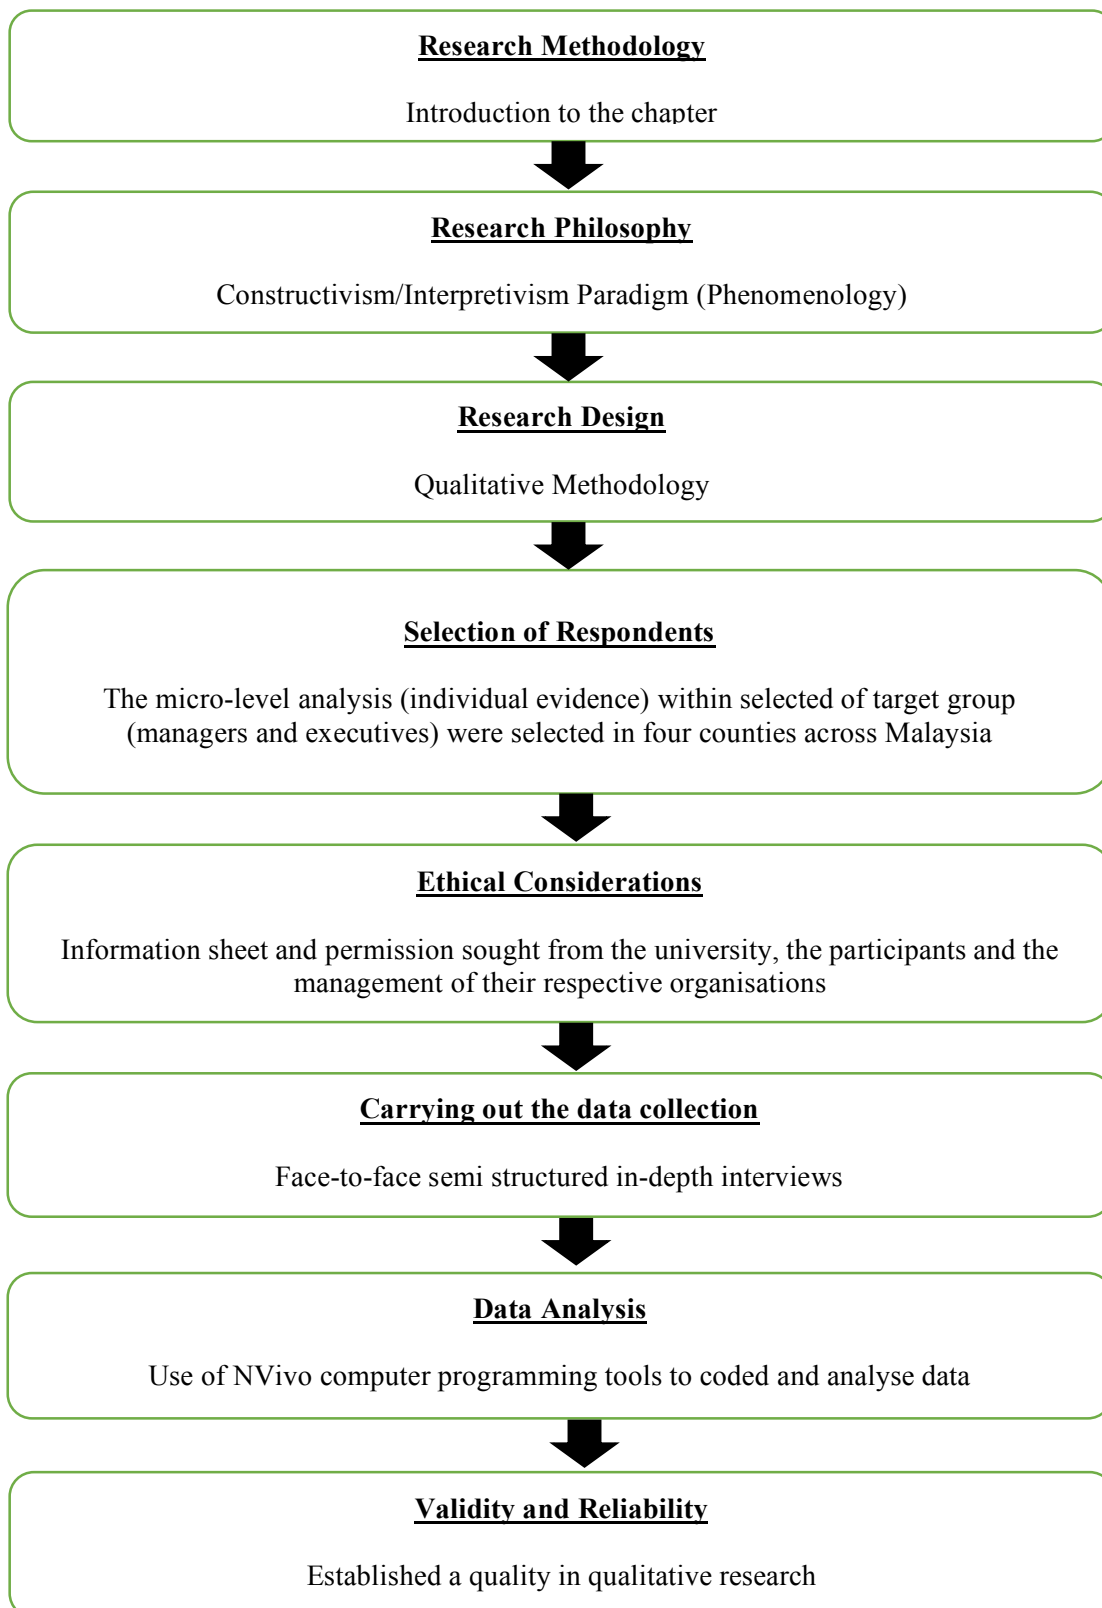 Research Methodology
Introduction to the chapter
Research Philosophy
Constructivism/Interpretivism Paradigm (Phenomenology)
Research Design
Qualitative Methodology
Selection of Respondents
The micro-level analysis (individual evidence) within selected of target group
(managers and executives) were selected in four counties across Malaysia
Ethical Considerations
Information sheet and permission sought from the university, the participants and the
management of their respective organisations
Carrying out the data collection
Face-to-face semi structured in-depth interviews
Data Analysis
Use of NVivo computer programming tools to coded and analyse data
Validity and Reliability
Established a quality in qualitative research